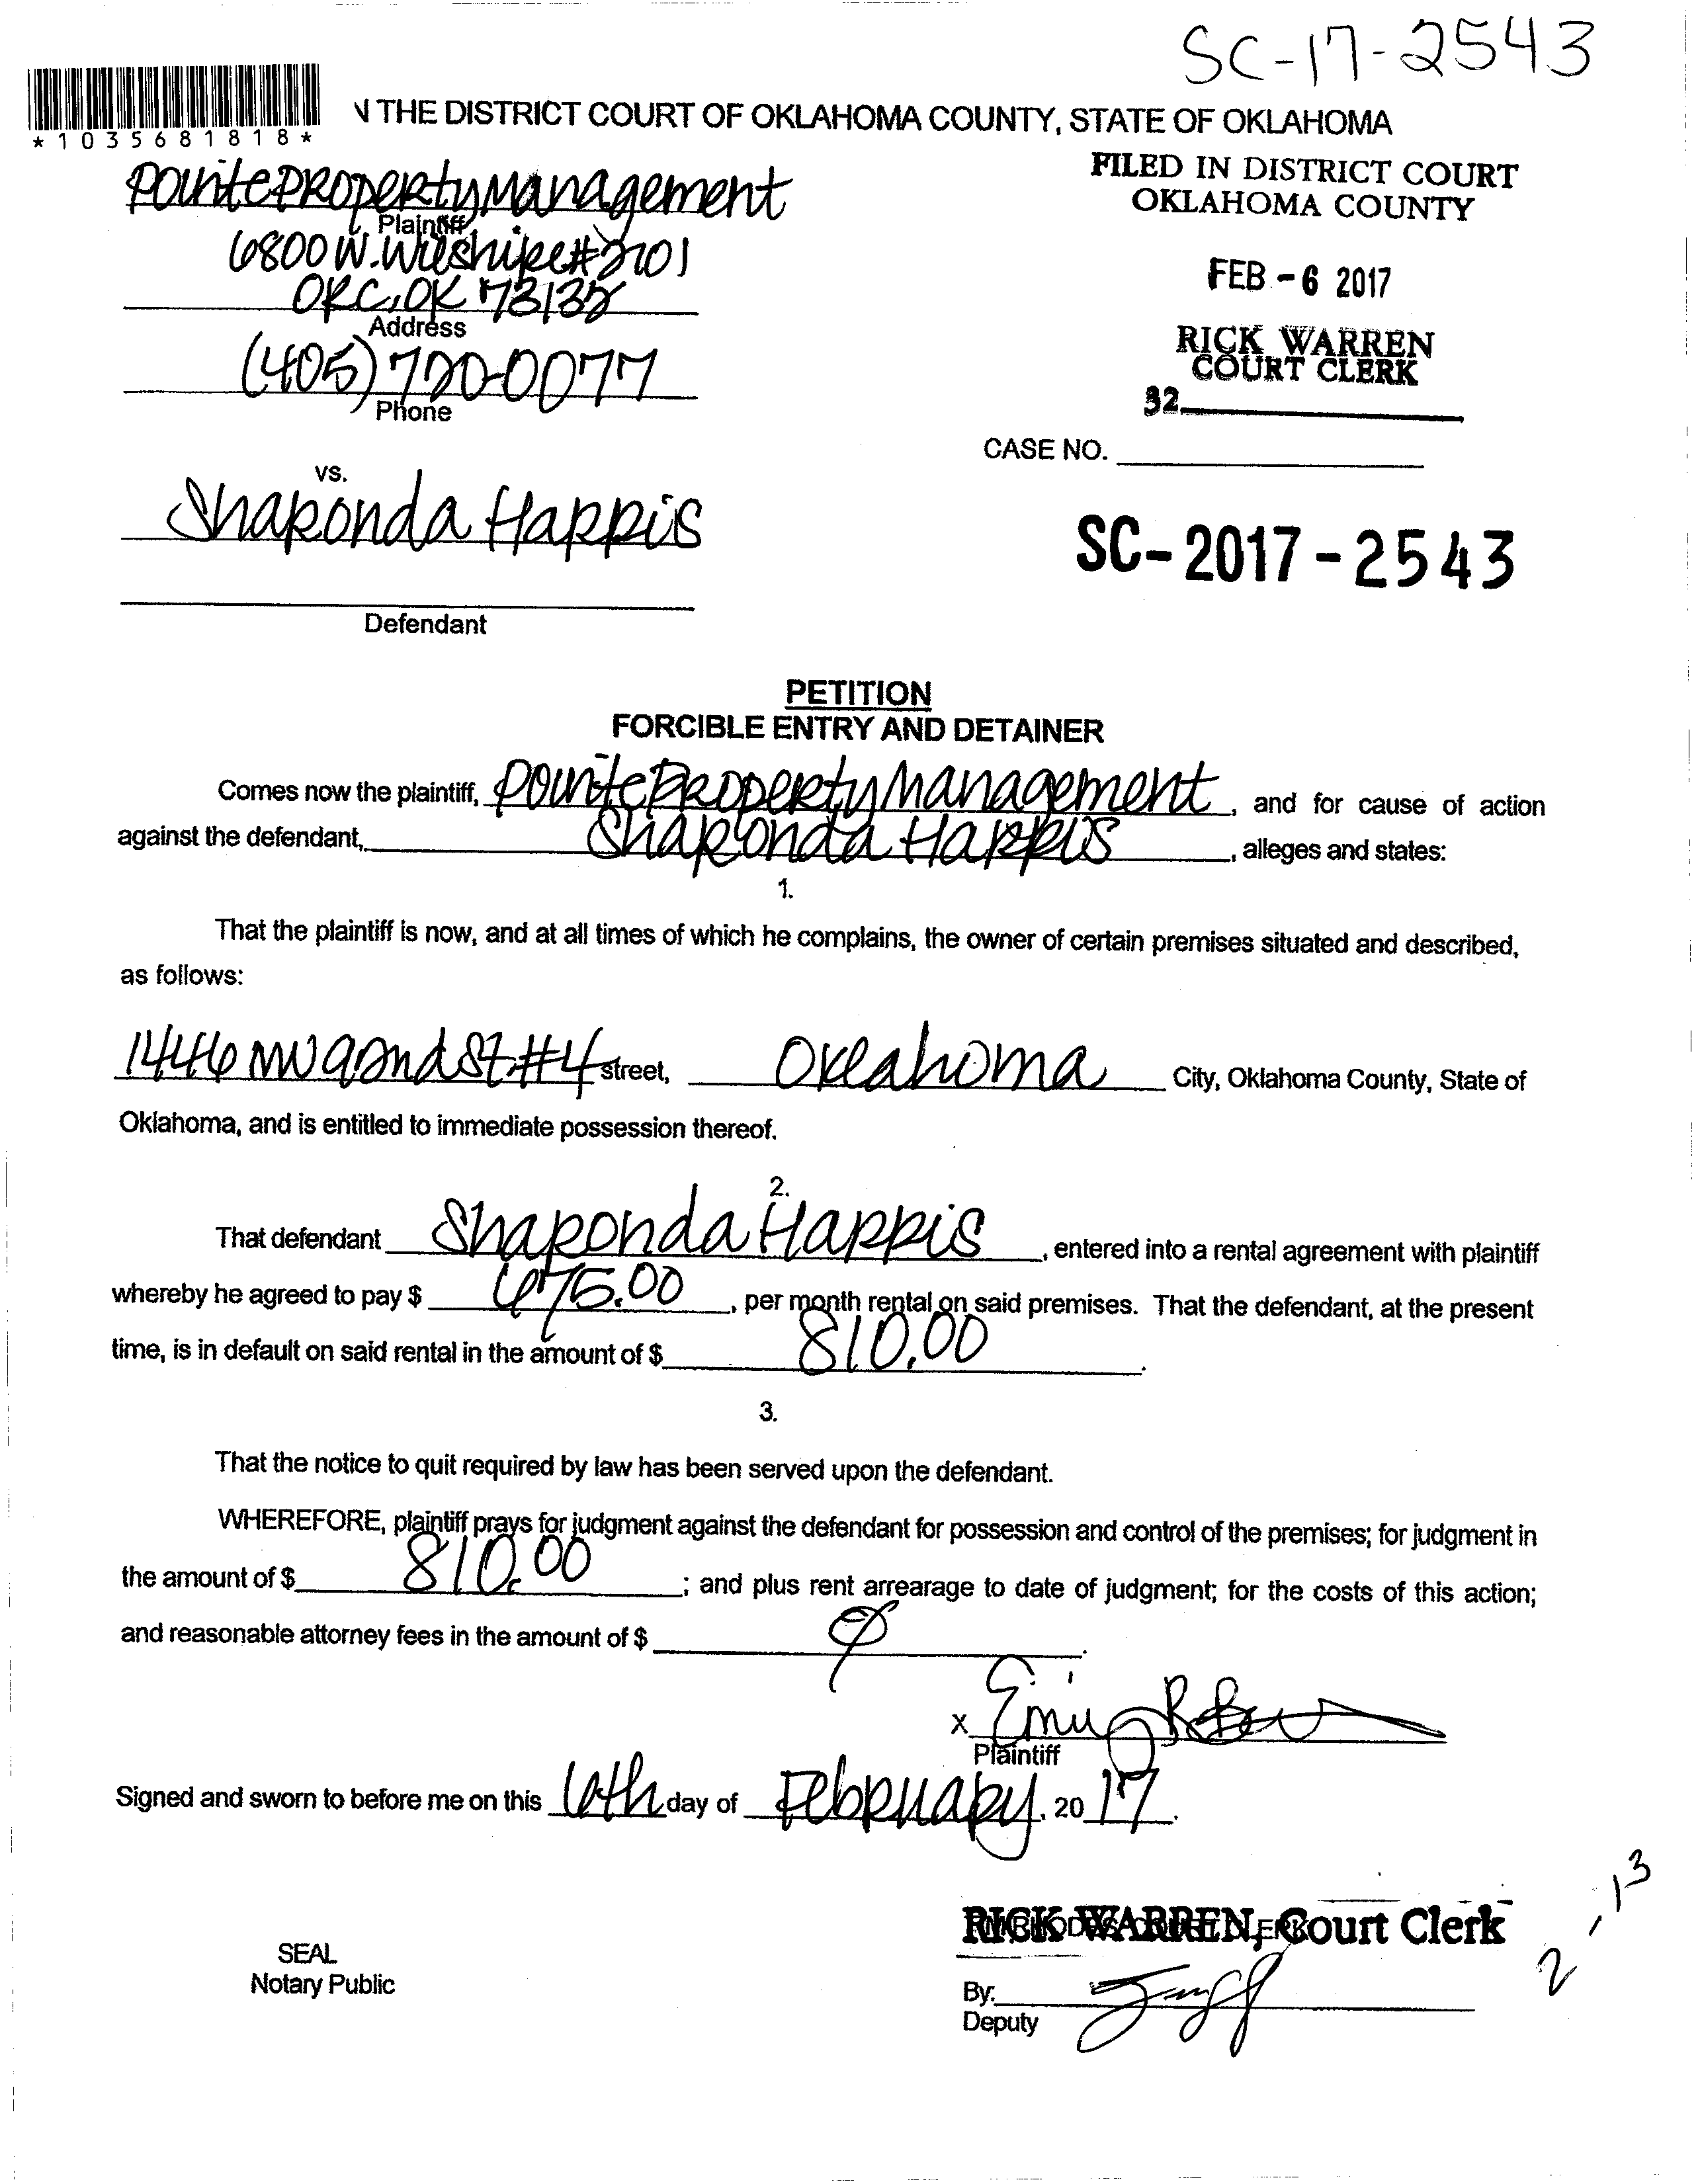 SC-17-2543
*1035681818*
N THE DISTRICT COURT OF OKLAHOMA COUNTY, STATE OF OKLAHOMA
Pointe Property Management
Plaintiff
6800 W. Wilshire #2101
OKC, OK 73132
Address
(405) 720-0077
Phone
FILED IN DISTRICT COURT
OKLAHOMA COUNTY
FEB - 6 2017
RICK WARREN
COURT CLERK
32
CASE NO.
vs.
Sharonda Harris
SC-2017-2543
Defendant
PETITION
FORCIBLE ENTRY AND DETAINER
Comes now the plaintiff, Pointe Property Management, and for cause of action
against the defendant, Sharonda Harris, alleges and states:
1.
That the plaintiff is now, and at all times of which he complains, the owner of certain premises situated and described,
as follows:
1446 NW 92nd St. #4 street, Oklahoma City, Oklahoma County, State of
Oklahoma, and is entitled to immediate possession thereof.
2.
That defendant Sharonda Harris, entered into a rental agreement with plaintiff
whereby he agreed to pay $ 675.00, per month rental on said premises. That the defendant, at the present
time, is in default on said rental in the amount of $ 810.00.
3.
That the notice to quit required by law has been served upon the defendant.
WHEREFORE, plaintiff prays for judgment against the defendant for possession and control of the premises; for judgment in
the amount of $ 810.00; and plus rent arrearage to date of judgment; for the costs of this action;
and reasonable attorney fees in the amount of $
X
Plaintiff
Signed and sworn to before me on this 6th day of February, 2017.
RICK WARREN, Court Clerk
2-13
SEAL
Notary Public
By:
Deputy